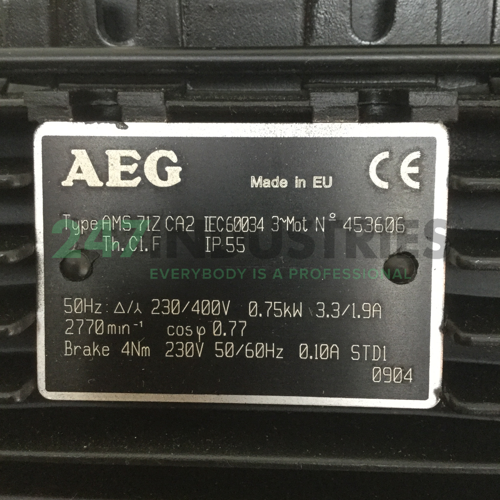 AEG
Made in EU CE
Type AMS 71Z CA2 IEC60034 3~Mot N° 453606
247 INDUSTRIES
Th.Cl.F IP 55
EVERYBODY IS A PROFESSIONAL
50Hz: △/⅄ 230/400V 0.75kW 3.3/1.9A
2770 min⁻¹ cosφ 0.77
Brake 4Nm 230V 50/60Hz 0.10A STD1
0904